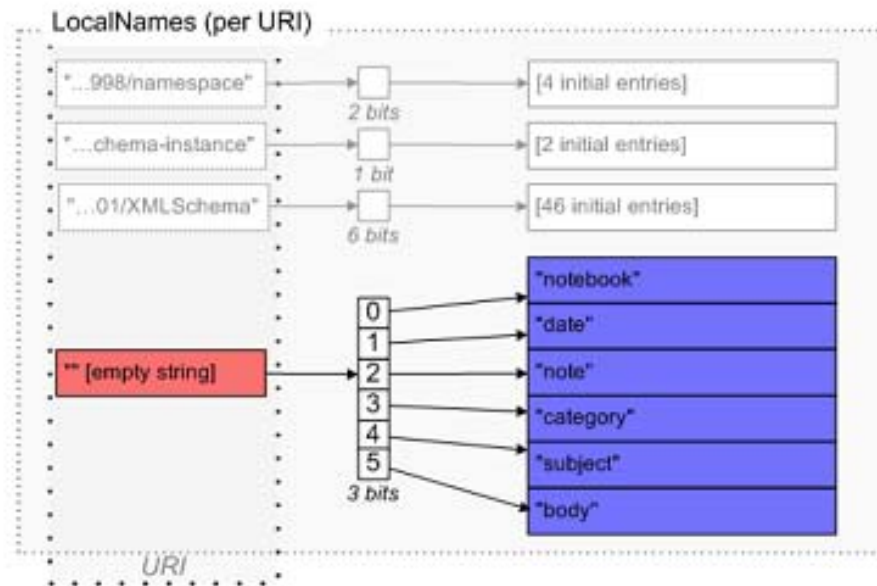 LocalNames (per URI)
"...998/namespace"
2 bits
[4 initial entries]
"...chema-instance"
1 bit
[2 initial entries]
"...01/XMLSchema"
6 bits
[46 initial entries]
"" [empty string]
0
1
2
3
4
5
3 bits
"notebook"
"date"
"note"
"category"
"subject"
"body"
URI